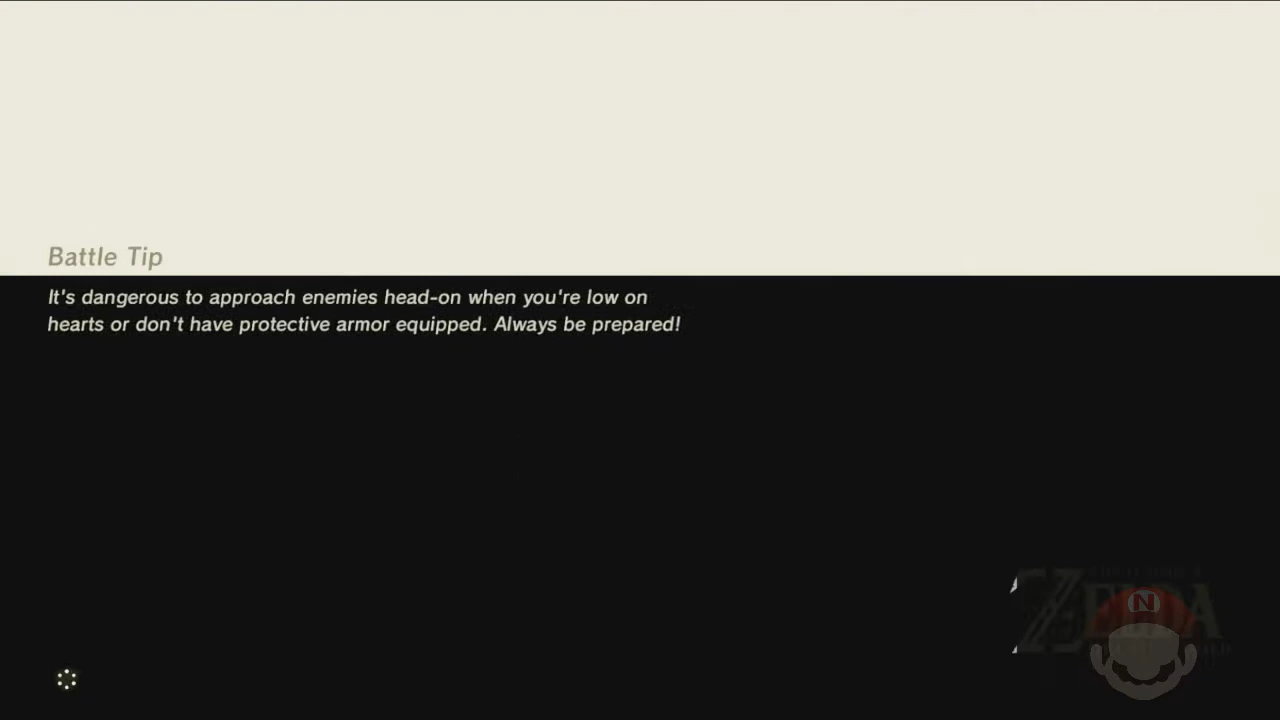 Battle Tip
It's dangerous to approach enemies head-on when you're low on
hearts or don't have protective armor equipped. Always be prepared!
ZELDA
N